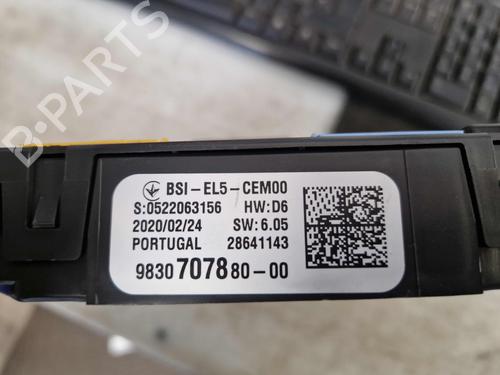 B-PARTS
BSI-EL5-CEM00
S:0522063156 HW:D6
2020/02/24 SW:6.05
PORTUGAL 28641143
9830707880-00